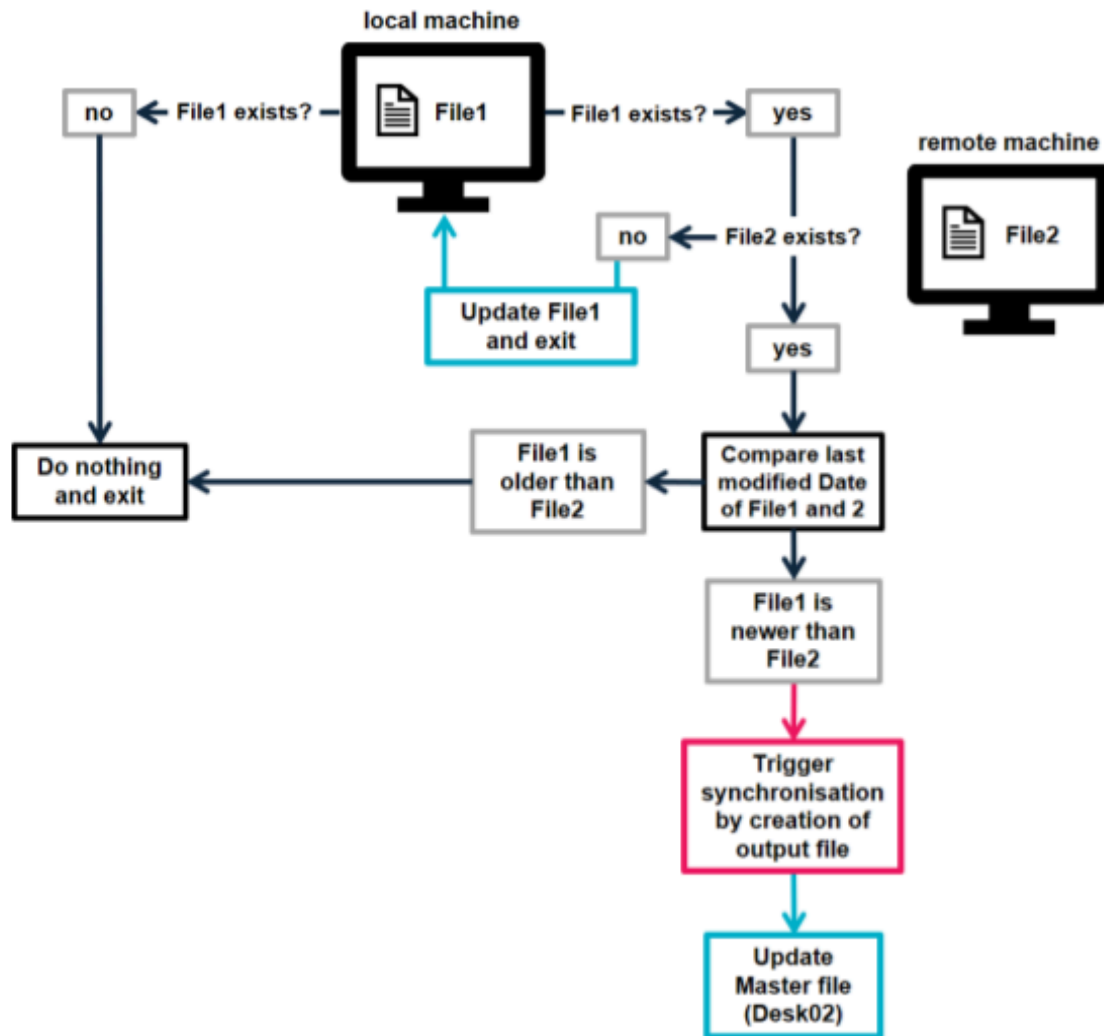 local machine
no
File1 exists?
File1
File1 exists?
yes
remote machine
File2
no
File2 exists?
Update File1
and exit
yes
Do nothing
and exit
File1 is
older than
File2
Compare last
modified Date
of File1 and 2
File1 is
newer than
File2
Trigger
synchronisation
by creation of
output file
Update
Master file
(Desk02)